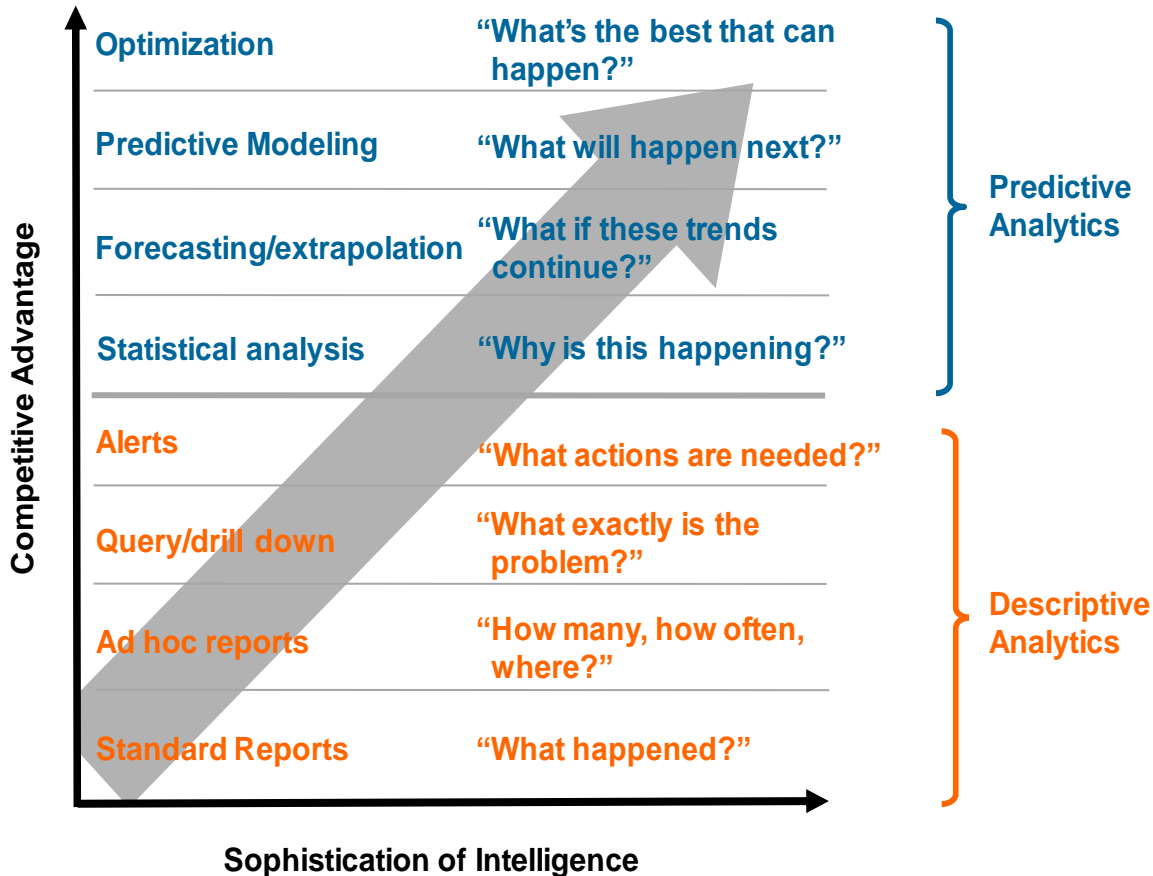 Optimization
“What’s the best that can
happen?”
Predictive Modeling
“What will happen next?”
Forecasting/extrapolation
“What if these trends
continue?”
Statistical analysis
“Why is this happening?”
Predictive
Analytics
Alerts
“What actions are needed?”
Query/drill down
“What exactly is the
problem?”
Ad hoc reports
“How many, how often,
where?”
Standard Reports
“What happened?”
Descriptive
Analytics
Competitive Advantage
Sophistication of Intelligence